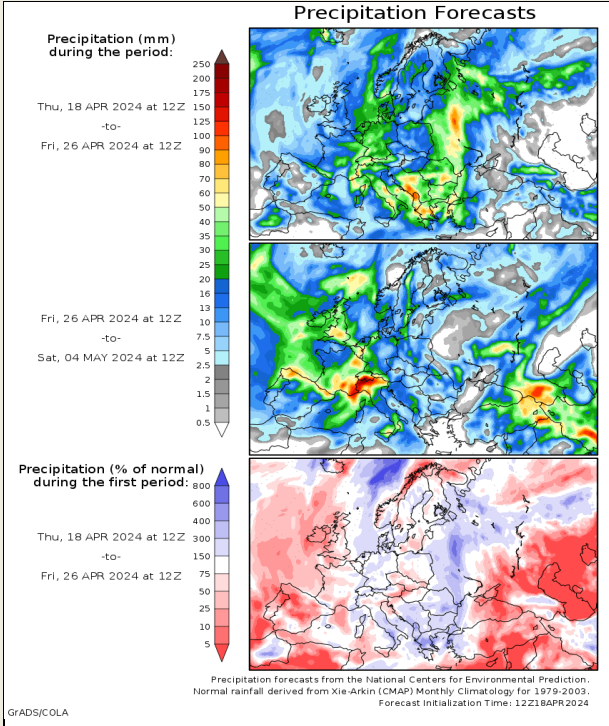 Precipitation Forecasts
Precipitation (mm)
during the period:
250
200
175
150
125
100
90
80
70
60
50
40
35
30
25
20
16
13
10
7.5
5
2.5
2
1.5
1
0.5
Thu, 18 APR 2024 at 12Z
-to-
Fri, 26 APR 2024 at 12Z
Fri, 26 APR 2024 at 12Z
-to-
Sat, 04 MAY 2024 at 12Z
Precipitation (% of normal)
during the first period:
800
600
400
300
150
75
50
25
10
5
Thu, 18 APR 2024 at 12Z
-to-
Fri, 26 APR 2024 at 12Z
Precipitation forecasts from the National Centers for Environmental Prediction.
Normal rainfall derived from Xie-Arkin (CMAP) Monthly Climatology for 1979-2003.
Forecast Initialization Time: 12Z18APR2024
GrADS/COLA